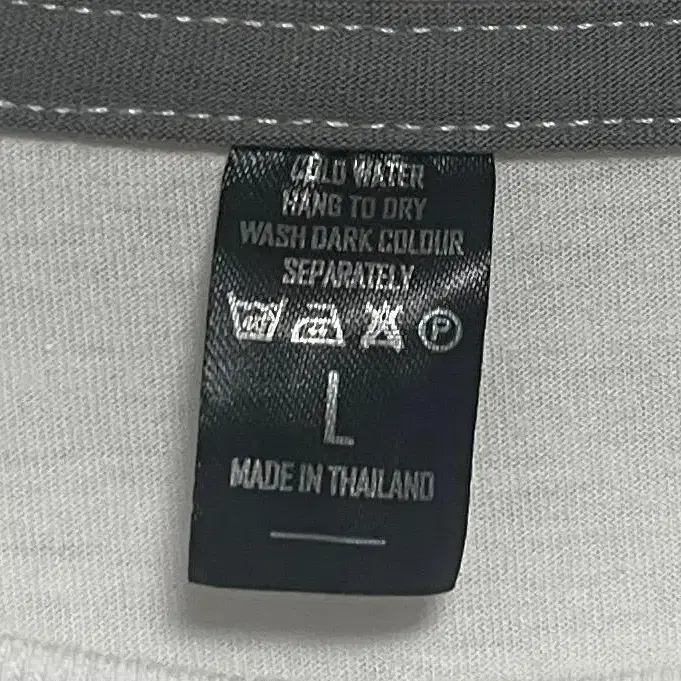 COLD WATER
HANG TO DRY
WASH DARK COLOUR
SEPARATELY
P
L
MADE IN THAILAND